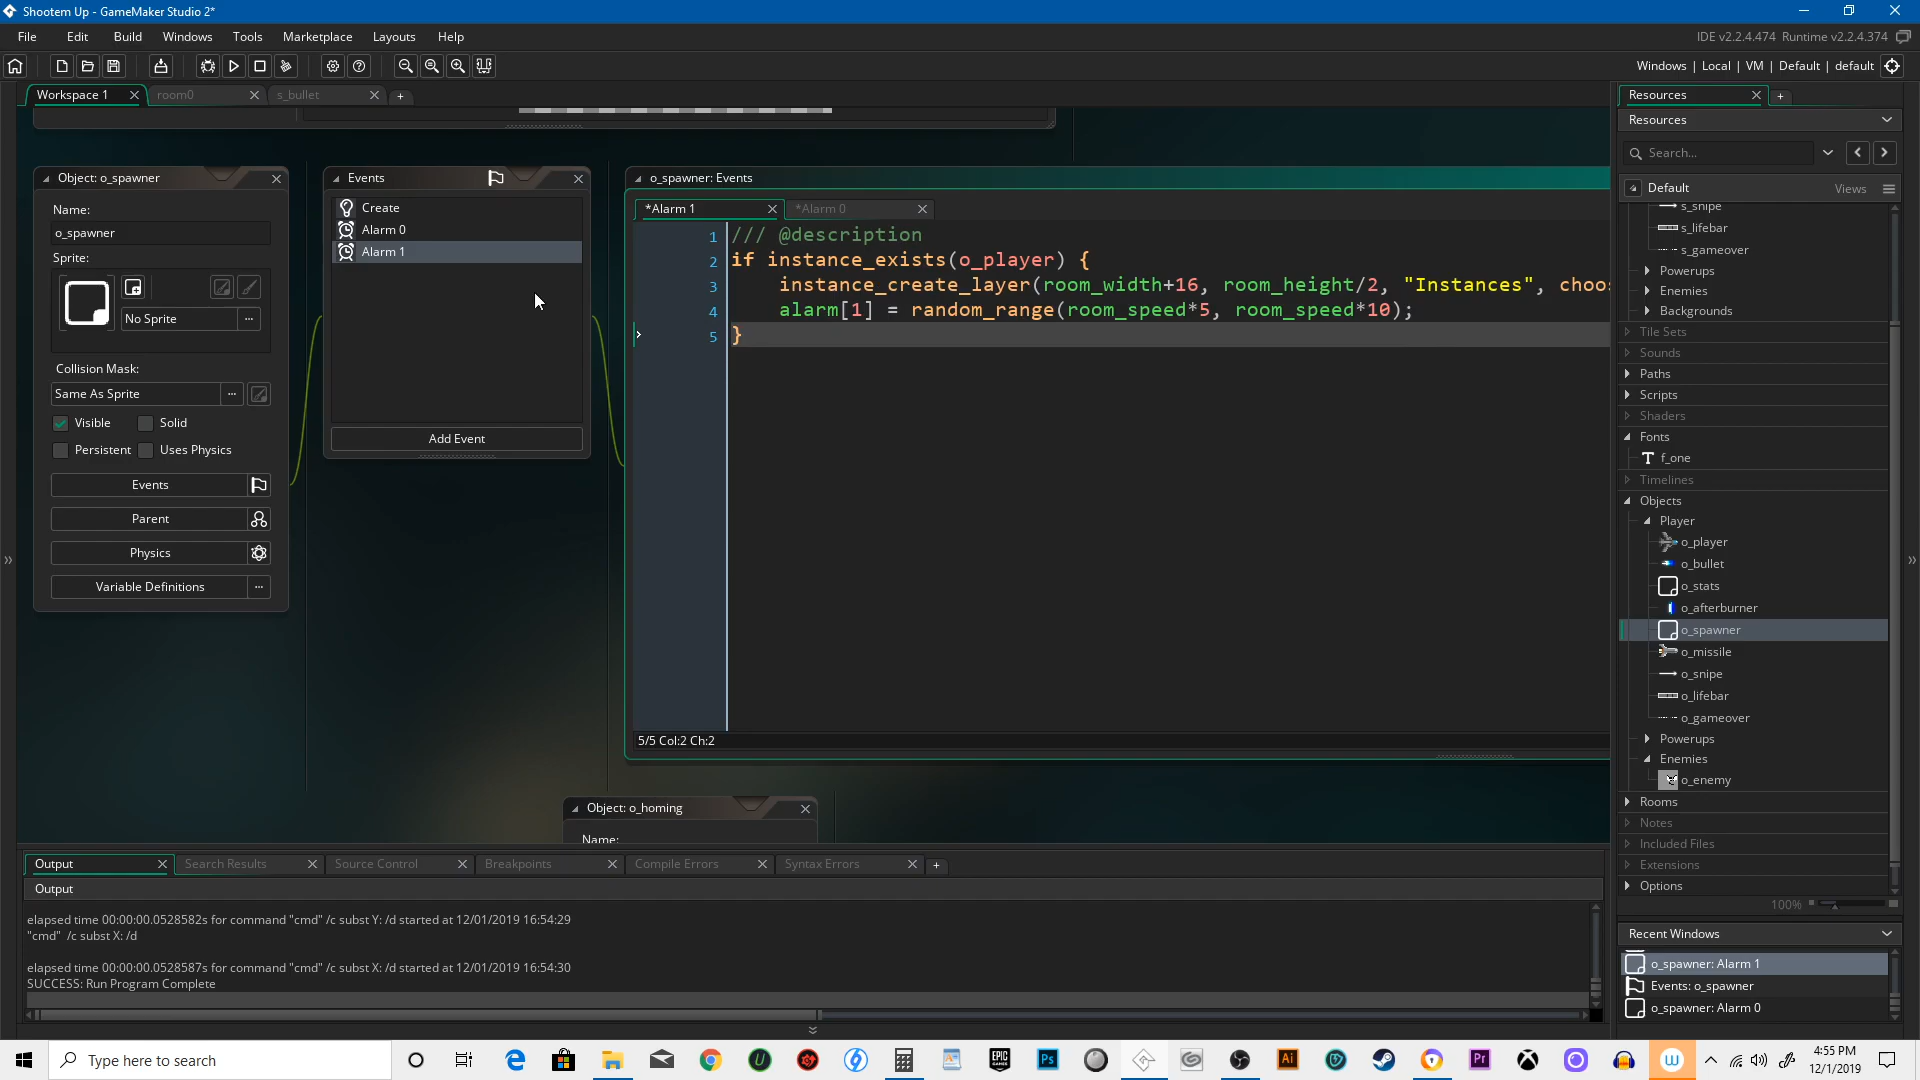 Shootem Up - GameMaker Studio 2*
File Edit Build Windows Tools Marketplace Layouts Help
IDE v2.2.4.474 Runtime v2.2.4.374
Windows | Local | VM | Default | default
Workspace 1 room0 s_bullet
Resources
Resources
Search...
Default Views
s_snipe
s_lifebar
s_gameover
Powerups
Enemies
Backgrounds
Tile Sets
Sounds
Paths
Scripts
Shaders
Fonts
f_one
Timelines
Objects
Player
o_player
o_bullet
o_stats
o_afterburner
o_spawner
o_missile
o_snipe
o_lifebar
o_gameover
Powerups
Enemies
o_enemy
Rooms
Notes
Included Files
Extensions
Options
100%
Recent Windows
o_spawner: Alarm 1
Events: o_spawner
o_spawner: Alarm 0
Object: o_spawner
Name:
o_spawner
Sprite:
No Sprite
Collision Mask:
Same As Sprite
Visible Solid
Persistent Uses Physics
Events
Parent
Physics
Variable Definitions
Events
Create
Alarm 0
Alarm 1
Add Event
o_spawner: Events
*Alarm 1 *Alarm 0
1 /// @description
2 if instance_exists(o_player) {
3 instance_create_layer(room_width+16, room_height/2, "Instances", choos
4 alarm[1] = random_range(room_speed*5, room_speed*10);
5 }
5/5 Col:2 Ch:2
Object: o_homing
Name:
Output Search Results Source Control Breakpoints Compile Errors Syntax Errors
Output
elapsed time 00:00:00.0528582s for command "cmd" /c subst Y: /d started at 12/01/2019 16:54:29
"cmd" /c subst X: /d
elapsed time 00:00:00.0528587s for command "cmd" /c subst X: /d started at 12/01/2019 16:54:30
SUCCESS: Run Program Complete
Type here to search
4:55 PM
12/1/2019